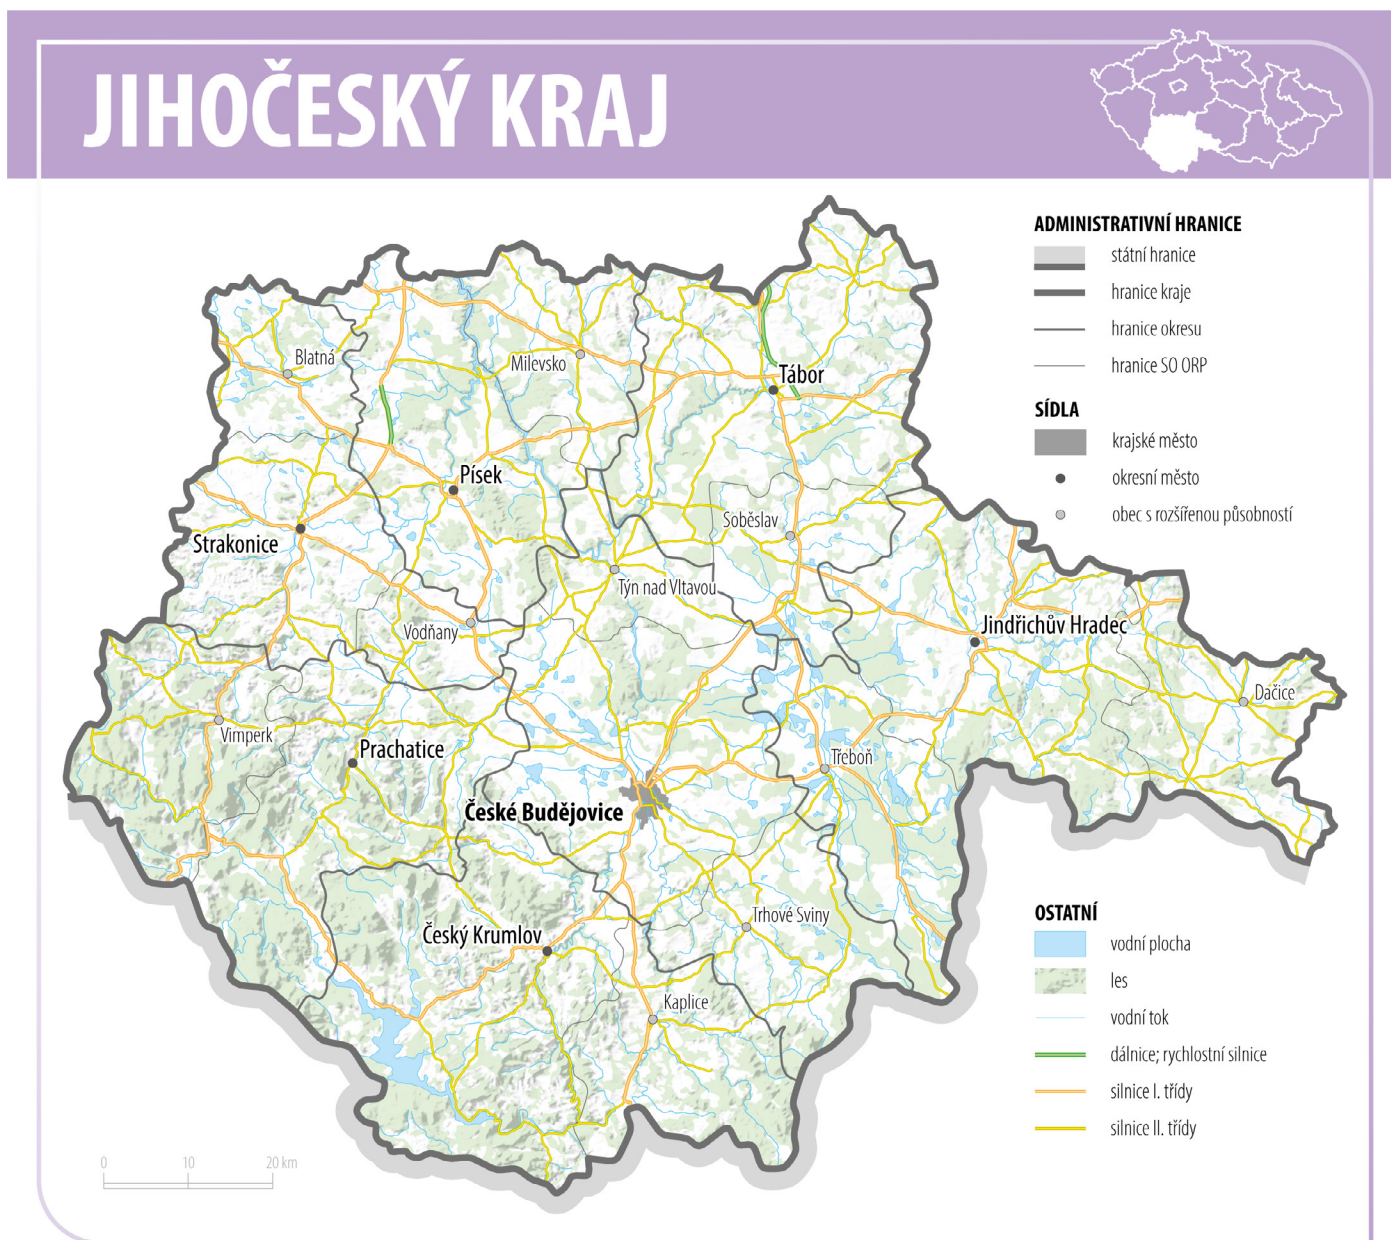 JIHOČESKÝ KRAJ
ADMINISTRATIVNÍ HRANICE
státní hranice
hranice kraje
hranice okresu
hranice SO ORP
SÍDLA
krajské město
okresní město
obec s rozšířenou působností
Blatná
Milevsko
Tábor
Písek
Strakonice
Soběslav
Týn nad Vltavou
Vodňany
Jindřichův Hradec
Dačice
Vimperk
Prachatice
Třeboň
České Budějovice
Trhové Sviny
Český Krumlov
Kaplice
OSTATNÍ
vodní plocha
les
vodní tok
dálnice; rychlostní silnice
silnice I. třídy
silnice II. třídy
0 10 20 km